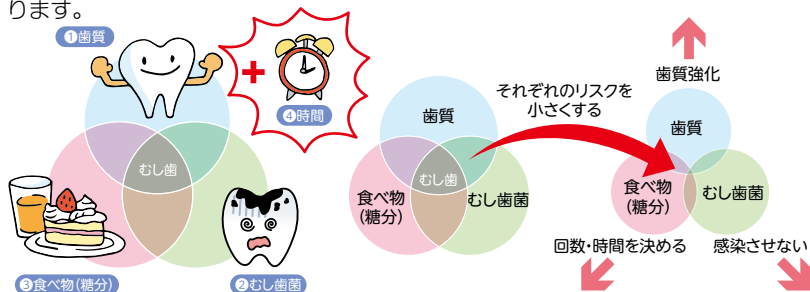 ります。
❶歯質
+
❹時間
むし歯
❸食べ物(糖分)
❷むし歯菌
歯質
むし歯
食べ物
(糖分)
むし歯菌
それぞれのリスクを
小さくする
歯質強化
歯質
食べ物
(糖分)
むし歯菌
回数・時間を決める
感染させない